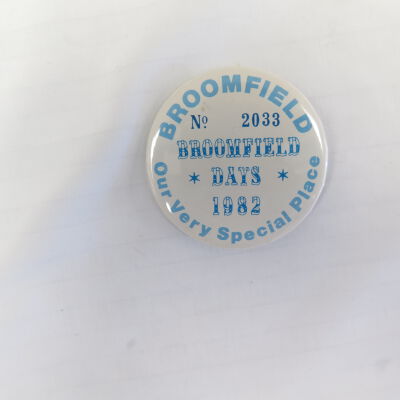 BROOMFIELD
Nº 2033
BROOMFIELD
* DAYS *
1982
Our Very Special Place